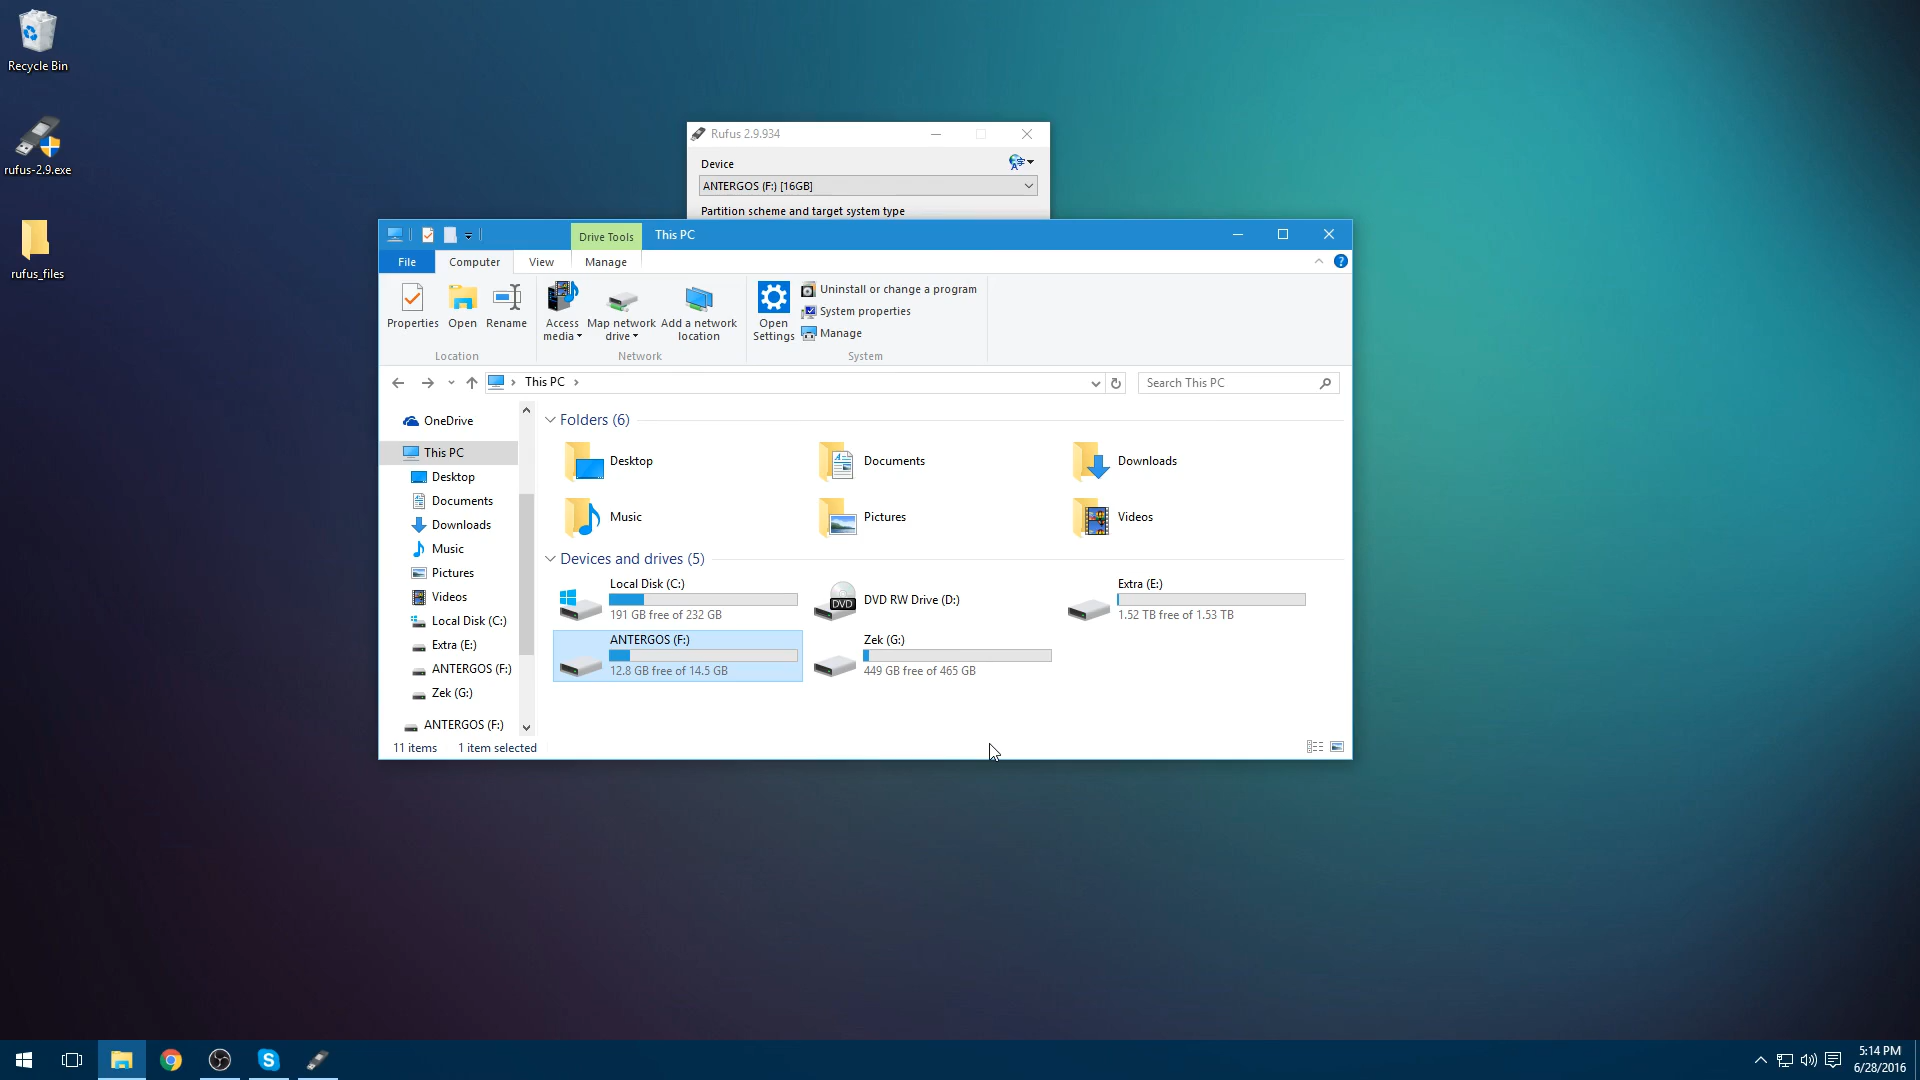 Recycle Bin
rufus-2.9.exe
rufus_files
Rufus 2.9.934
Device
ANTERGOS (F:) [16GB]
Partition scheme and target system type
Drive Tools
This PC
File
Computer
View
Manage
Properties
Open
Rename
Access media
Map network drive
Add a network location
Open Settings
Uninstall or change a program
System properties
Manage
Location
Network
System
This PC
Search This PC
OneDrive
This PC
Desktop
Documents
Downloads
Music
Pictures
Videos
Local Disk (C:)
Extra (E:)
ANTERGOS (F:)
Zek (G:)
ANTERGOS (F:)
Folders (6)
Desktop
Documents
Downloads
Music
Pictures
Videos
Devices and drives (5)
Local Disk (C:)
191 GB free of 232 GB
DVD
DVD RW Drive (D:)
Extra (E:)
1.52 TB free of 1.53 TB
ANTERGOS (F:)
12.8 GB free of 14.5 GB
Zek (G:)
449 GB free of 465 GB
11 items
1 item selected
5:14 PM
6/28/2016